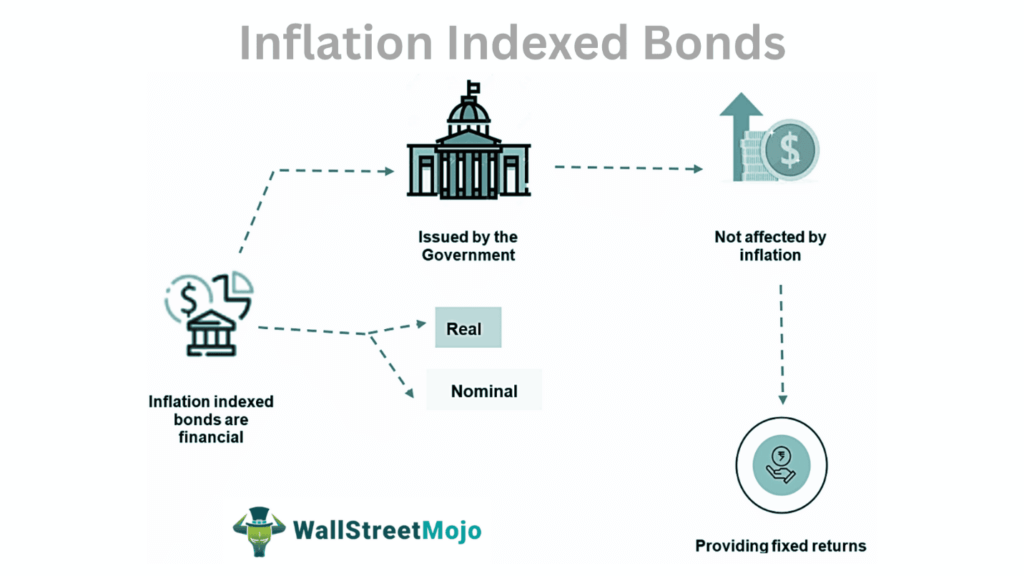 Inflation Indexed Bonds
Issued by the
Government
Not affected by
inflation
Real
Nominal
Inflation indexed
bonds are
financial
$
$
₹
WallStreetMojo
Providing fixed returns